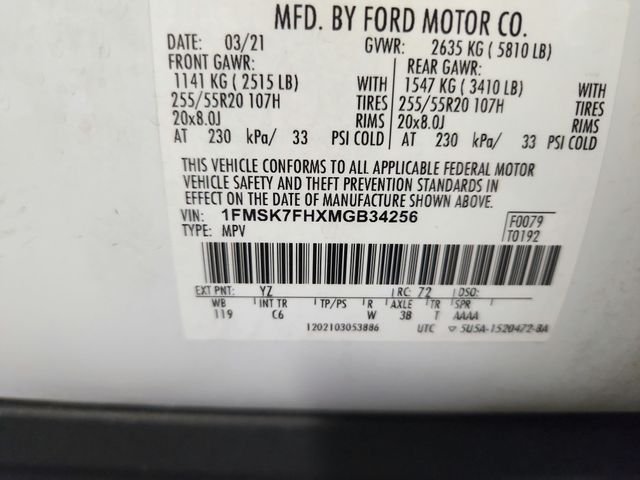 MFD. BY FORD MOTOR CO.
DATE: 03/21 GVWR: 2635 KG ( 5810 LB)
FRONT GAWR: REAR GAWR:
1141 KG ( 2515 LB) WITH 1547 KG ( 3410 LB) WITH
255/55R20 107H TIRES 255/55R20 107H TIRES
20x8.0J RIMS 20x8.0J RIMS
AT 230 kPa/ 33 PSI COLD AT 230 kPa/ 33 PSI COLD
THIS VEHICLE CONFORMS TO ALL APPLICABLE FEDERAL MOTOR
VEHICLE SAFETY AND THEFT PREVENTION STANDARDS IN
EFFECT ON THE DATE OF MANUFACTURE SHOWN ABOVE.
VIN: 1FMSK7FHXMGB34256 F0079
TYPE: MPV T0192
EXT PNT: YZ RC: 72 DSO:
WB INT TR TP/PS R AXLE TR SPR
119 C6 W 3B T AAAA
1202103053886 UTC 5U5A-1520472-BA